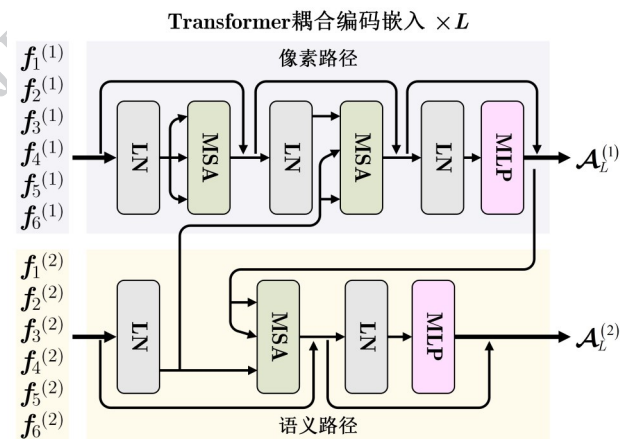 Transformer耦合编码嵌入 ×L
像素路径
f₁⁽¹⁾
f₂⁽¹⁾
f₃⁽¹⁾
f₄⁽¹⁾
f₅⁽¹⁾
f₆⁽¹⁾
LN
MSA
LN
MSA
LN
MLP
𝓐_L⁽¹⁾
f₁⁽²⁾
f₂⁽²⁾
f₃⁽²⁾
f₄⁽²⁾
f₅⁽²⁾
f₆⁽²⁾
LN
MSA
LN
MLP
𝓐_L⁽²⁾
语义路径